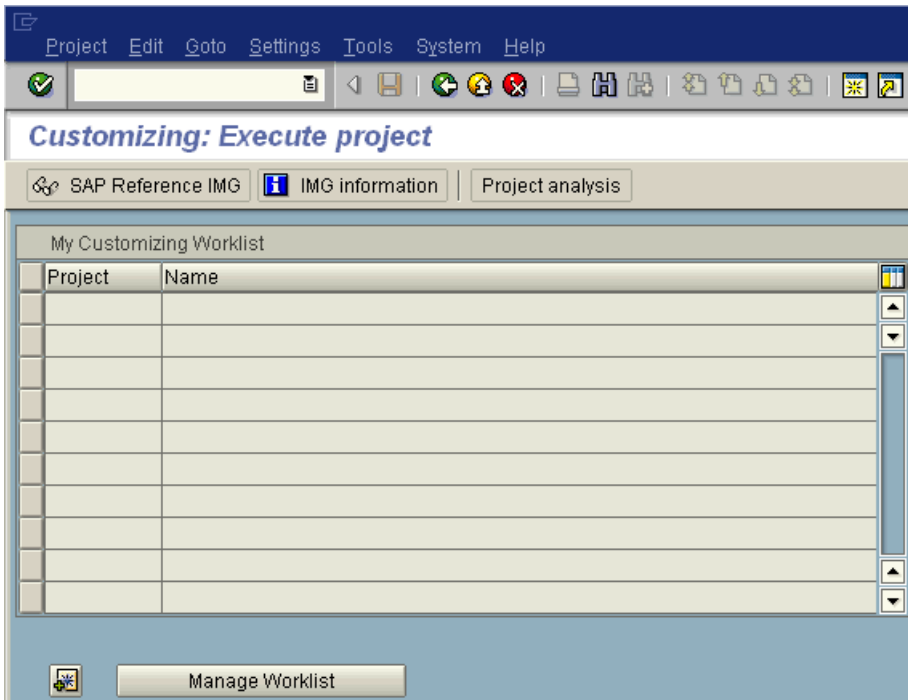 Project Edit Goto Settings Tools System Help
Customizing: Execute project
SAP Reference IMG IMG information Project analysis
My Customizing Worklist
Project Name
Manage Worklist